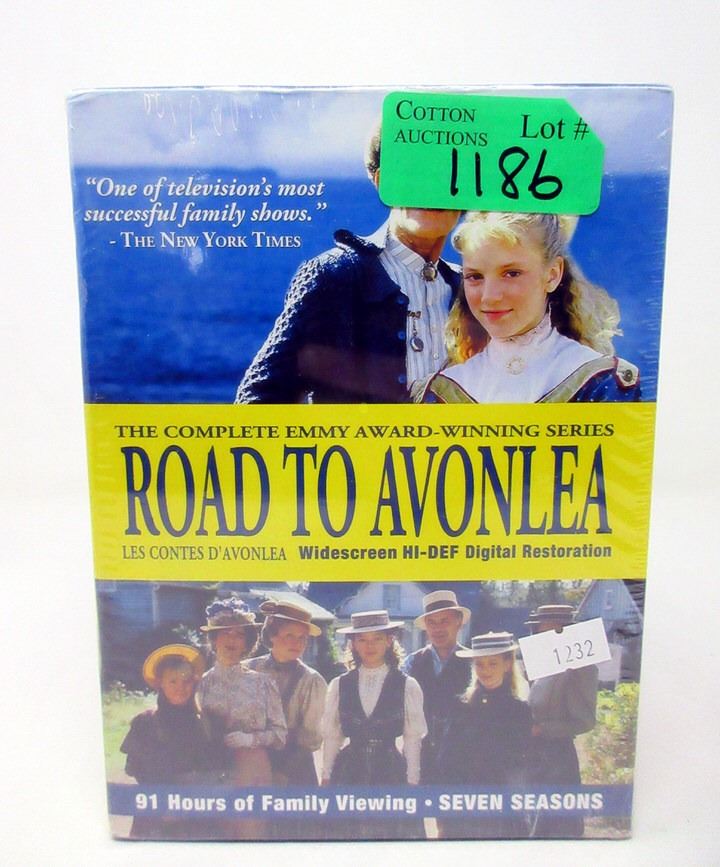 COTTON
AUCTIONS
Lot #
1186
“One of television’s most
successful family shows.”
- THE NEW YORK TIMES
THE COMPLETE EMMY AWARD-WINNING SERIES
ROAD TO AVONLEA
LES CONTES D'AVONLEA Widescreen HI-DEF Digital Restoration
1232
91 Hours of Family Viewing • SEVEN SEASONS